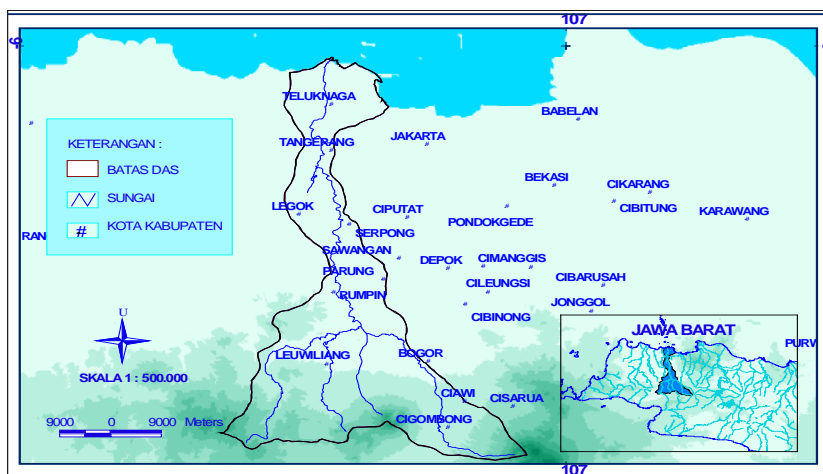 107
-6
TELUKNAGA
BABELAN
JAKARTA
TANGERANG
KETERANGAN :
BATAS DAS
SUNGAI
# KOTA KABUPATEN
BEKASI
CIKARANG
LEGOK
CIPUTAT
PONDOKGEDE
CIBITUNG
KARAWANG
RAN
SERPONG
SAWANGAN
DEPOK
CIMANGGIS
PARUNG
CIBARUSAH
RUMPIN
CILEUNGSI
CIBINONG
JONGGOL
U
JAWA BARAT
PURW
LEUWILIANG
BOGOR
SKALA 1 : 500.000
CIAWI
CISARUA
9000 0 9000 Meters
CIGOMBONG
107